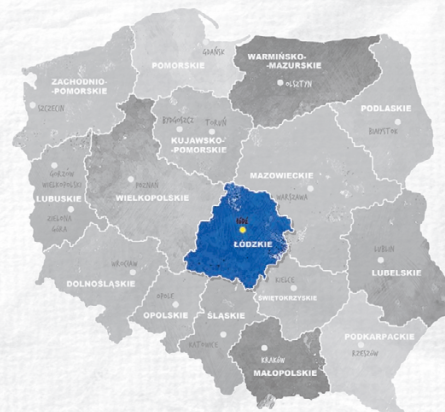 GDAŃSK
POMORSKIE
WARMIŃSKO-
-MAZURSKIE
OLSZTYN
ZACHODNIO-
-POMORSKIE
SZCZECIN
PODLASKIE
BIAŁYSTOK
BYDGOSZCZ
TORUŃ
KUJAWSKO-
-POMORSKIE
GORZÓW
WIELKOPOLSKI
LUBUSKIE
ZIELONA
GÓRA
POZNAŃ
WIELKOPOLSKIE
MAZOWIECKIE
WARSZAWA
ŁÓDZKIE
WROCŁAW
DOLNOŚLĄSKIE
LUBLIN
LUBELSKIE
KIELCE
ŚWIĘTOKRZYSKIE
OPOLE
OPOLSKIE
ŚLĄSKIE
KATOWICE
KRAKÓW
MAŁOPOLSKIE
PODKARPACKIE
RZESZÓW